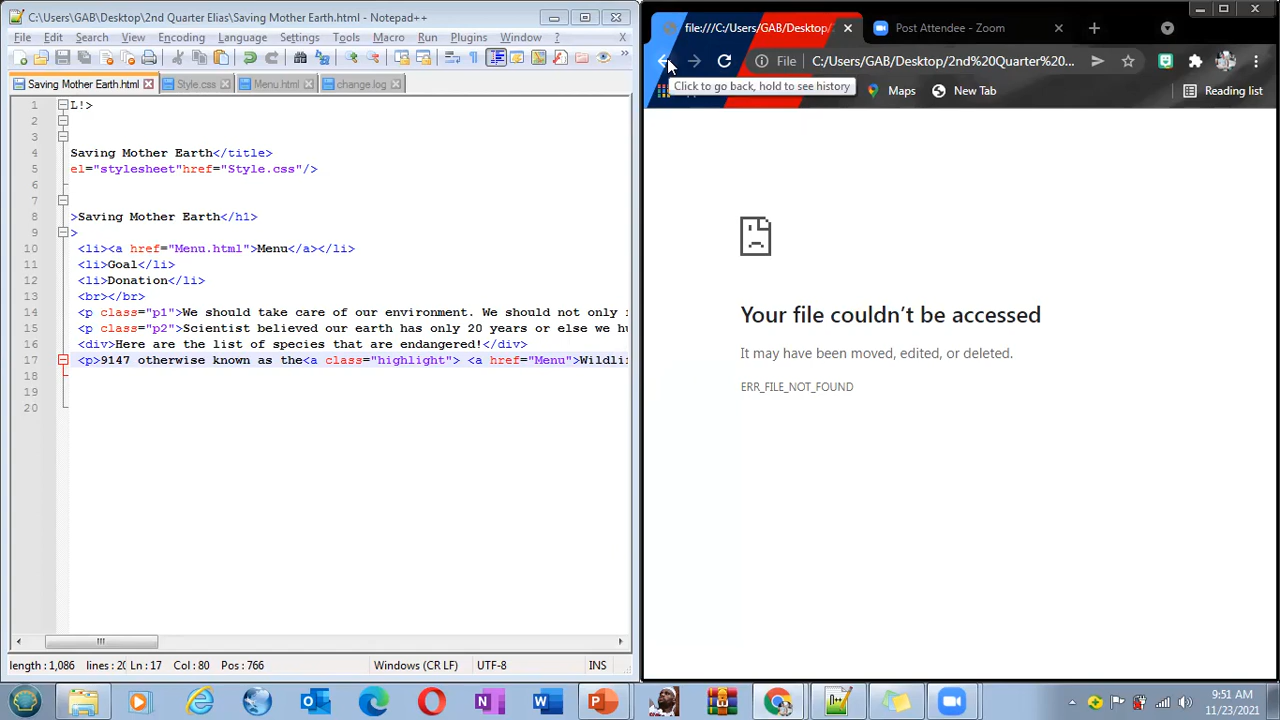 C:\Users\GAB\Desktop\2nd Quarter Elias\Saving Mother Earth.html - Notepad++
File Edit Search View Encoding Language Settings Tools Macro Run Plugins Window ? X
Saving Mother Earth.html Style.css Menu.html change.log
1 L!>
2
3
4 Saving Mother Earth</title>
5 el="stylesheet"href="Style.css"/>
6
7
8 >Saving Mother Earth</h1>
9 >
10 <li><a href="Menu.html">Menu</a></li>
11 <li>Goal</li>
12 <li>Donation</li>
13 <br></br>
14 <p class="p1">We should take care of our environment. We should not only
15 <p class="p2">Scientist believed our earth has only 20 years or else we hu
16 <div>Here are the list of species that are endangered!</div>
17 <p>9147 otherwise known as the<a class="highlight"> <a href="Menu">Wildli
18
19
20
length : 1,086 lines: 20 Ln : 17 Col : 80 Pos : 766 Windows (CR LF) UTF-8 INS
file:///C:/Users/GAB/Desktop/2 Post Attendee - Zoom
File C:/Users/GAB/Desktop/2nd%20Quarter%20...
Click to go back, hold to see history
Maps New Tab Reading list
Your file couldn't be accessed
It may have been moved, edited, or deleted.
ERR_FILE_NOT_FOUND
9:51 AM
11/23/2021